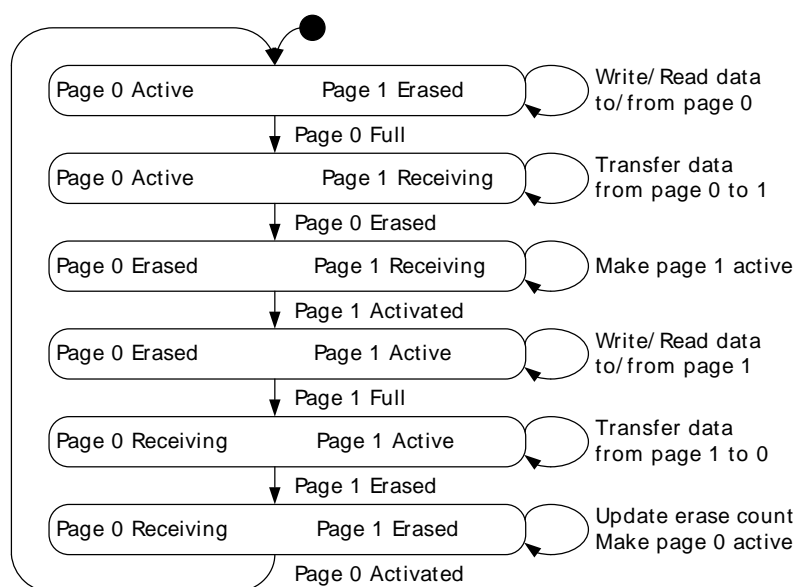 Page 0 Active Page 1 Erased
Write/Read data
to/from page 0
Page 0 Full
Page 0 Active Page 1 Receiving
Transfer data
from page 0 to 1
Page 0 Erased
Page 0 Erased Page 1 Receiving
Make page 1 active
Page 1 Activated
Page 0 Erased Page 1 Active
Write/Read data
to/from page 1
Page 1 Full
Page 0 Receiving Page 1 Active
Transfer data
from page 1 to 0
Page 1 Erased
Page 0 Receiving Page 1 Erased
Update erase count
Make page 0 active
Page 0 Activated